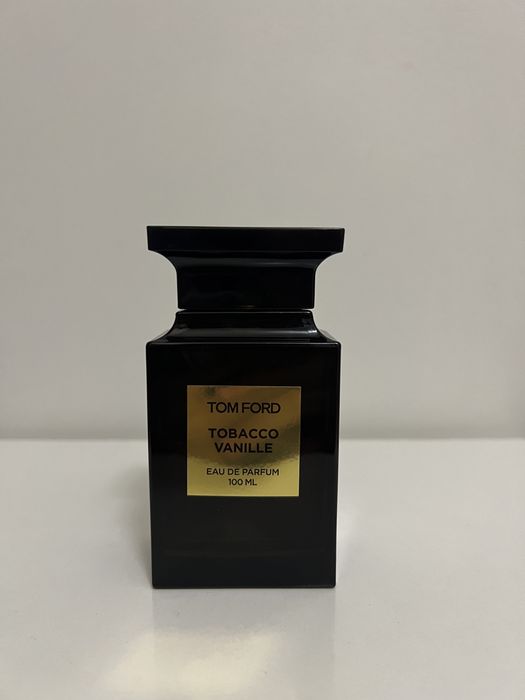 TOM FORD
TOBACCO
VANILLE
EAU DE PARFUM
100 ML